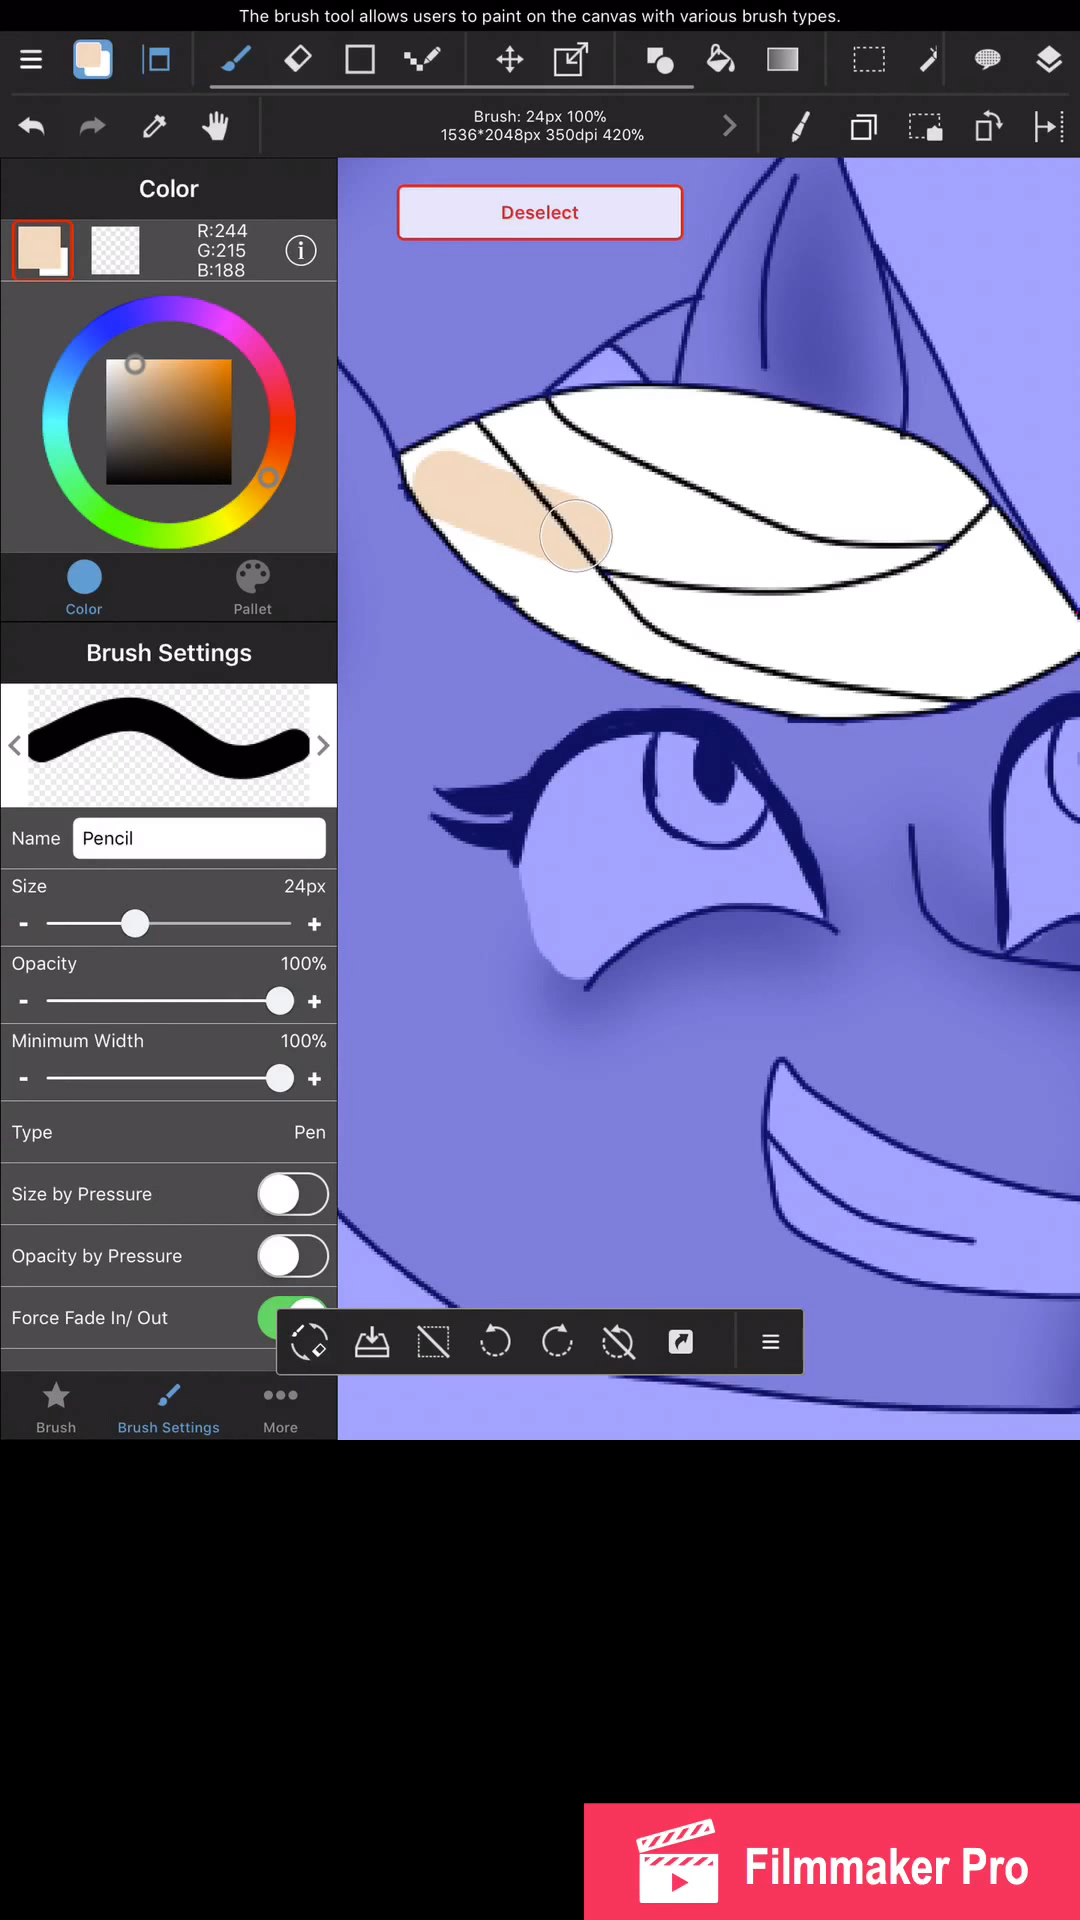 The brush tool allows users to paint on the canvas with various brush types.
Brush: 24px 100%
1536*2048px 350dpi 420%
Color
Deselect
R:244
G:215
B:188
Color
Pallet
Brush Settings
Name
Pencil
Size
24px
-
+
Opacity
100%
-
+
Minimum Width
100%
-
+
Type
Pen
Size by Pressure
Opacity by Pressure
Force Fade In/ Out
Brush
Brush Settings
More
Filmmaker Pro